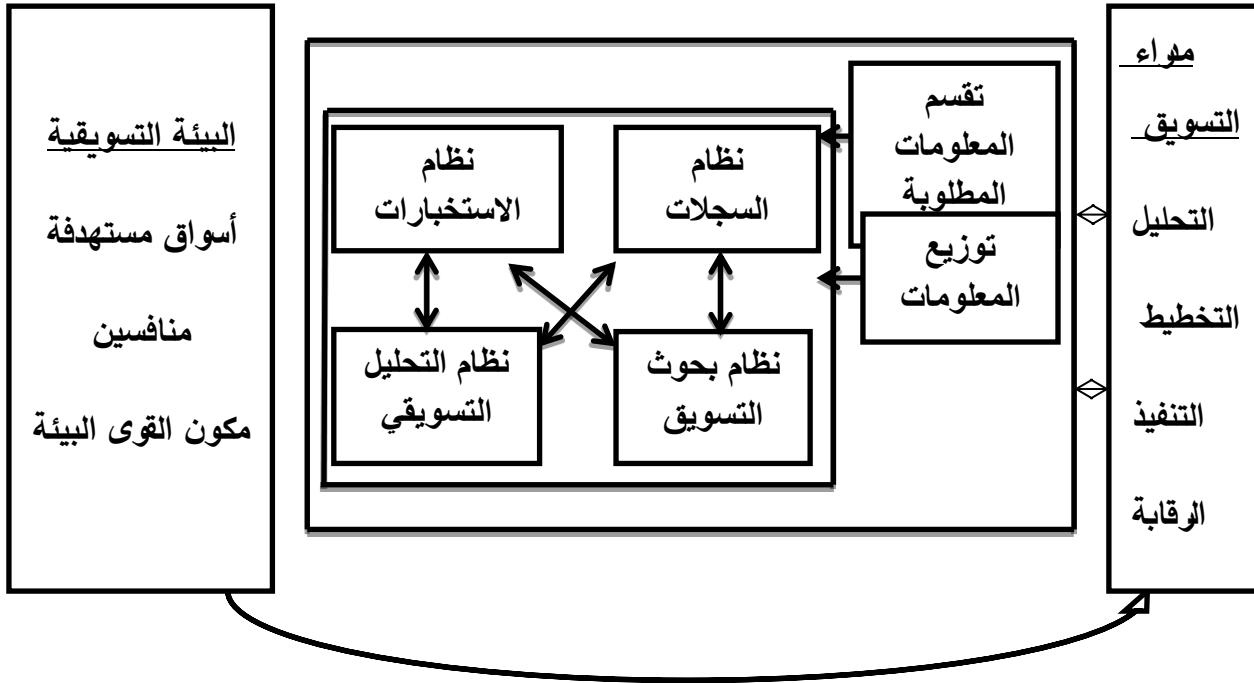 مدراء
التسويق
التحليل
التخطيط
التنفيذ
الرقابة
تقسم
المعلومات
المطلوبة
توزيع
المعلومات
نظام
السجلات
نظام
الاستخبارات
نظام بحوث
التسويق
نظام التحليل
التسويقي
البيئة التسويقية
أسواق مستهدفة
منافسين
مكون القوى البيئة